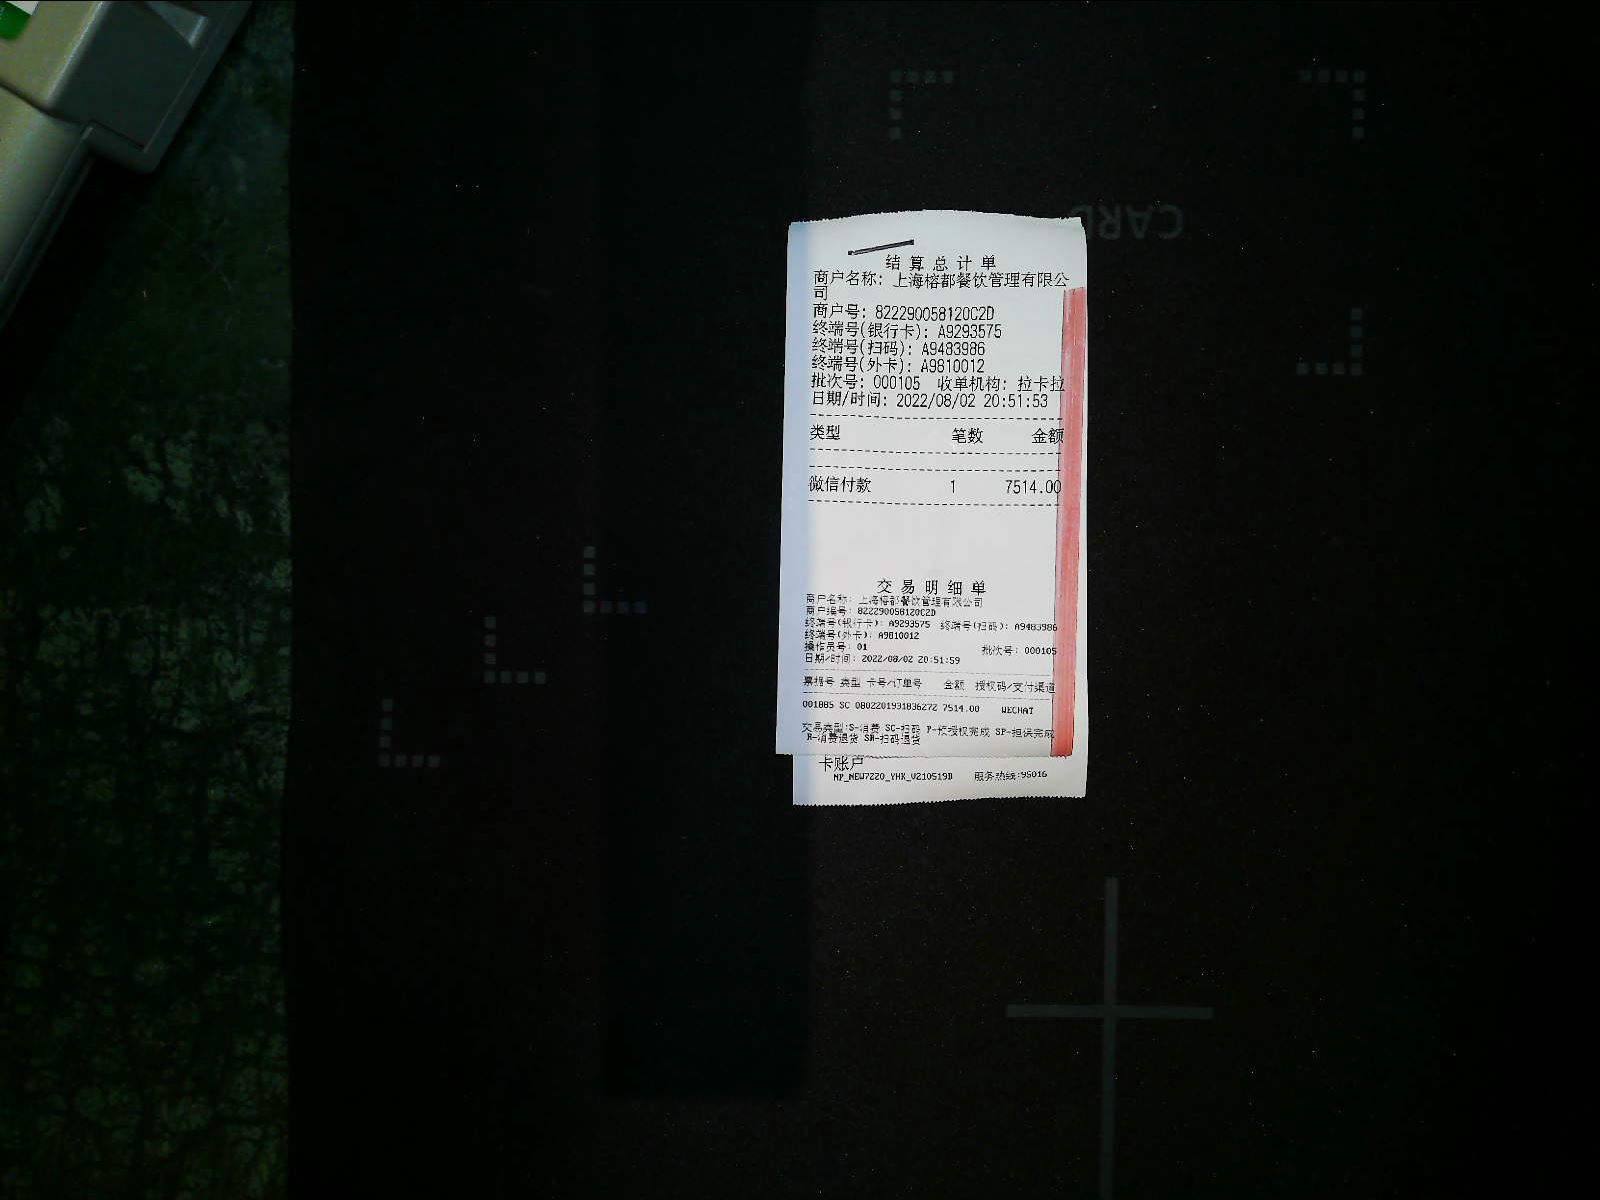 CARD
结算总计单
商户名称: 上海榕都餐饮管理有限公
司
商户号: 822290058120C2D
终端号(银行卡): A9293575
终端号(扫码): A9483986
终端号(外卡): A9810012
批次号: 000105 收单机构: 拉卡拉
日期/时间: 2022/08/02 20:51:53
类型 笔数 金额
微信付款 1 7514.00
交易明细单
商户名称: 上海榕都餐饮管理有限公司
商户编号: 822290058120C2D
终端号(银行卡): A9293575 终端号(扫码): A9483986
终端号(外卡): A9810012
操作员号: 01 批次号: 000105
日期/时间: 2022/08/02 20:51:59
票据号 类型 卡号/订单号 金额 授权码/支付渠道
001885 SC 0802201931836272 7514.00 WECHAT
交易类型:S-消费 SC-扫码 P-预授权完成 SP-担保完成
R-消费退货 SR-扫码退货
卡账户
NP_NEW7220_YHK_V210519B 服务热线:95016